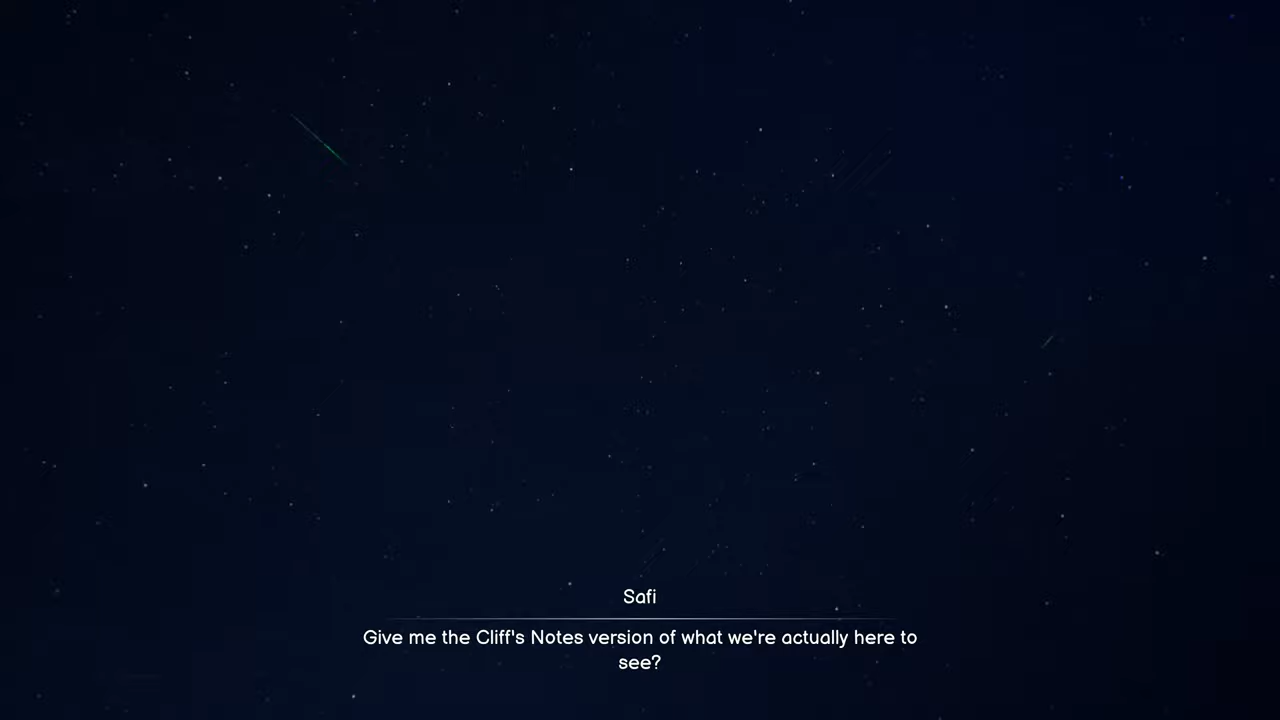 Safi
Give me the Cliff's Notes version of what we're actually here to
see?